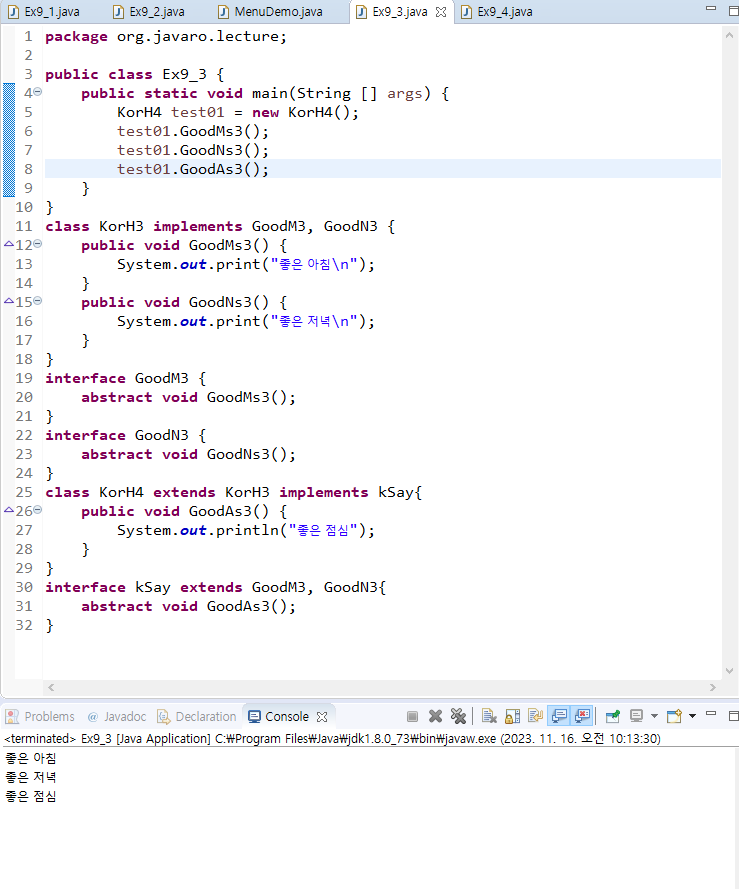 Ex9_1.java Ex9_2.java MenuDemo.java Ex9_3.java Ex9_4.java
1 package org.javaro.lecture;
2
3 public class Ex9_3 {
4 public static void main(String [] args) {
5 KorH4 test01 = new KorH4();
6 test01.GoodMs3();
7 test01.GoodNs3();
8 test01.GoodAs3();
9 }
10 }
11 class KorH3 implements GoodM3, GoodN3 {
12 public void GoodMs3() {
13 System.out.print("좋은 아침\n");
14 }
15 public void GoodNs3() {
16 System.out.print("좋은 저녁\n");
17 }
18 }
19 interface GoodM3 {
20 abstract void GoodMs3();
21 }
22 interface GoodN3 {
23 abstract void GoodNs3();
24 }
25 class KorH4 extends KorH3 implements kSay{
26 public void GoodAs3() {
27 System.out.println("좋은 점심");
28 }
29 }
30 interface kSay extends GoodM3, GoodN3{
31 abstract void GoodAs3();
32 }
Problems @ Javadoc Declaration Console
<terminated> Ex9_3 [Java Application] C:₩Program Files₩Java₩jdk1.8.0_73₩bin₩javaw.exe (2023. 11. 16. 오전 10:13:30)
좋은 아침
좋은 저녁
좋은 점심